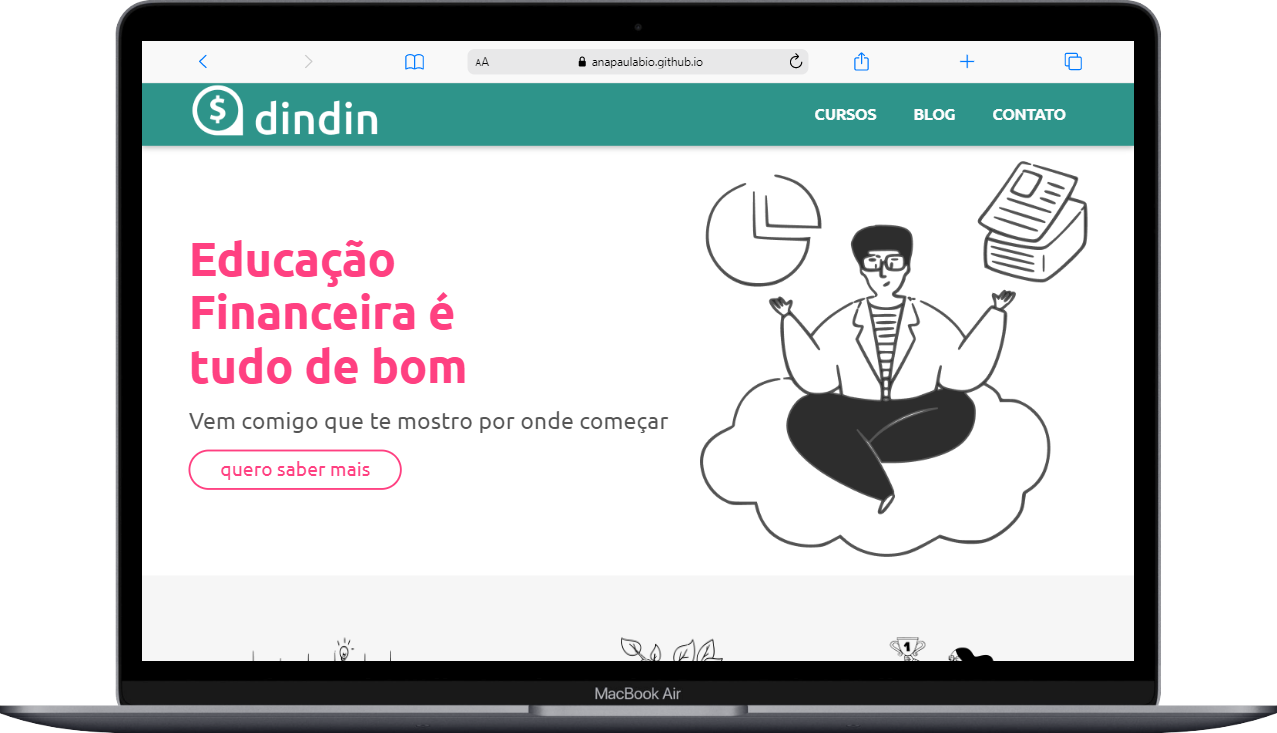 AA
anapaulabio.github.io
$ dindin
CURSOS
BLOG
CONTATO
Educação
Financeira é
tudo de bom
Vem comigo que te mostro por onde começar
quero saber mais
1
MacBook Air